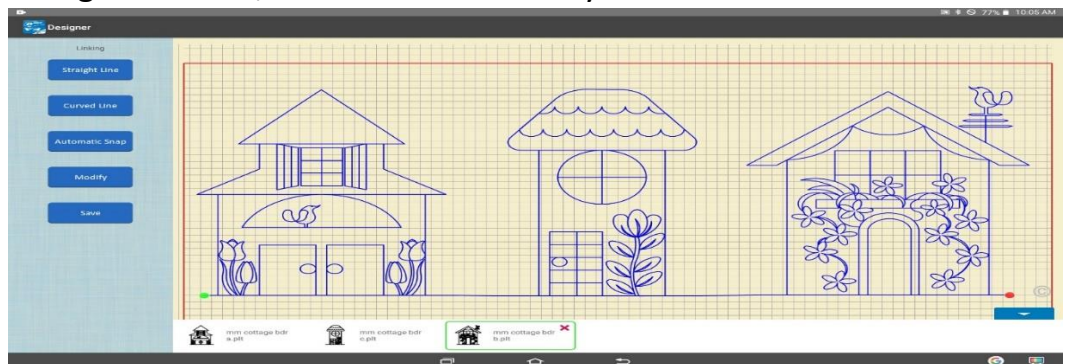 77% 10:05 AM
Designer
Linking
Straight Line
Curved Line
Automatic Snap
Modify
Save
mm cottage bdr
a.plt
mm cottage bdr
c.plt
mm cottage bdr
b.plt